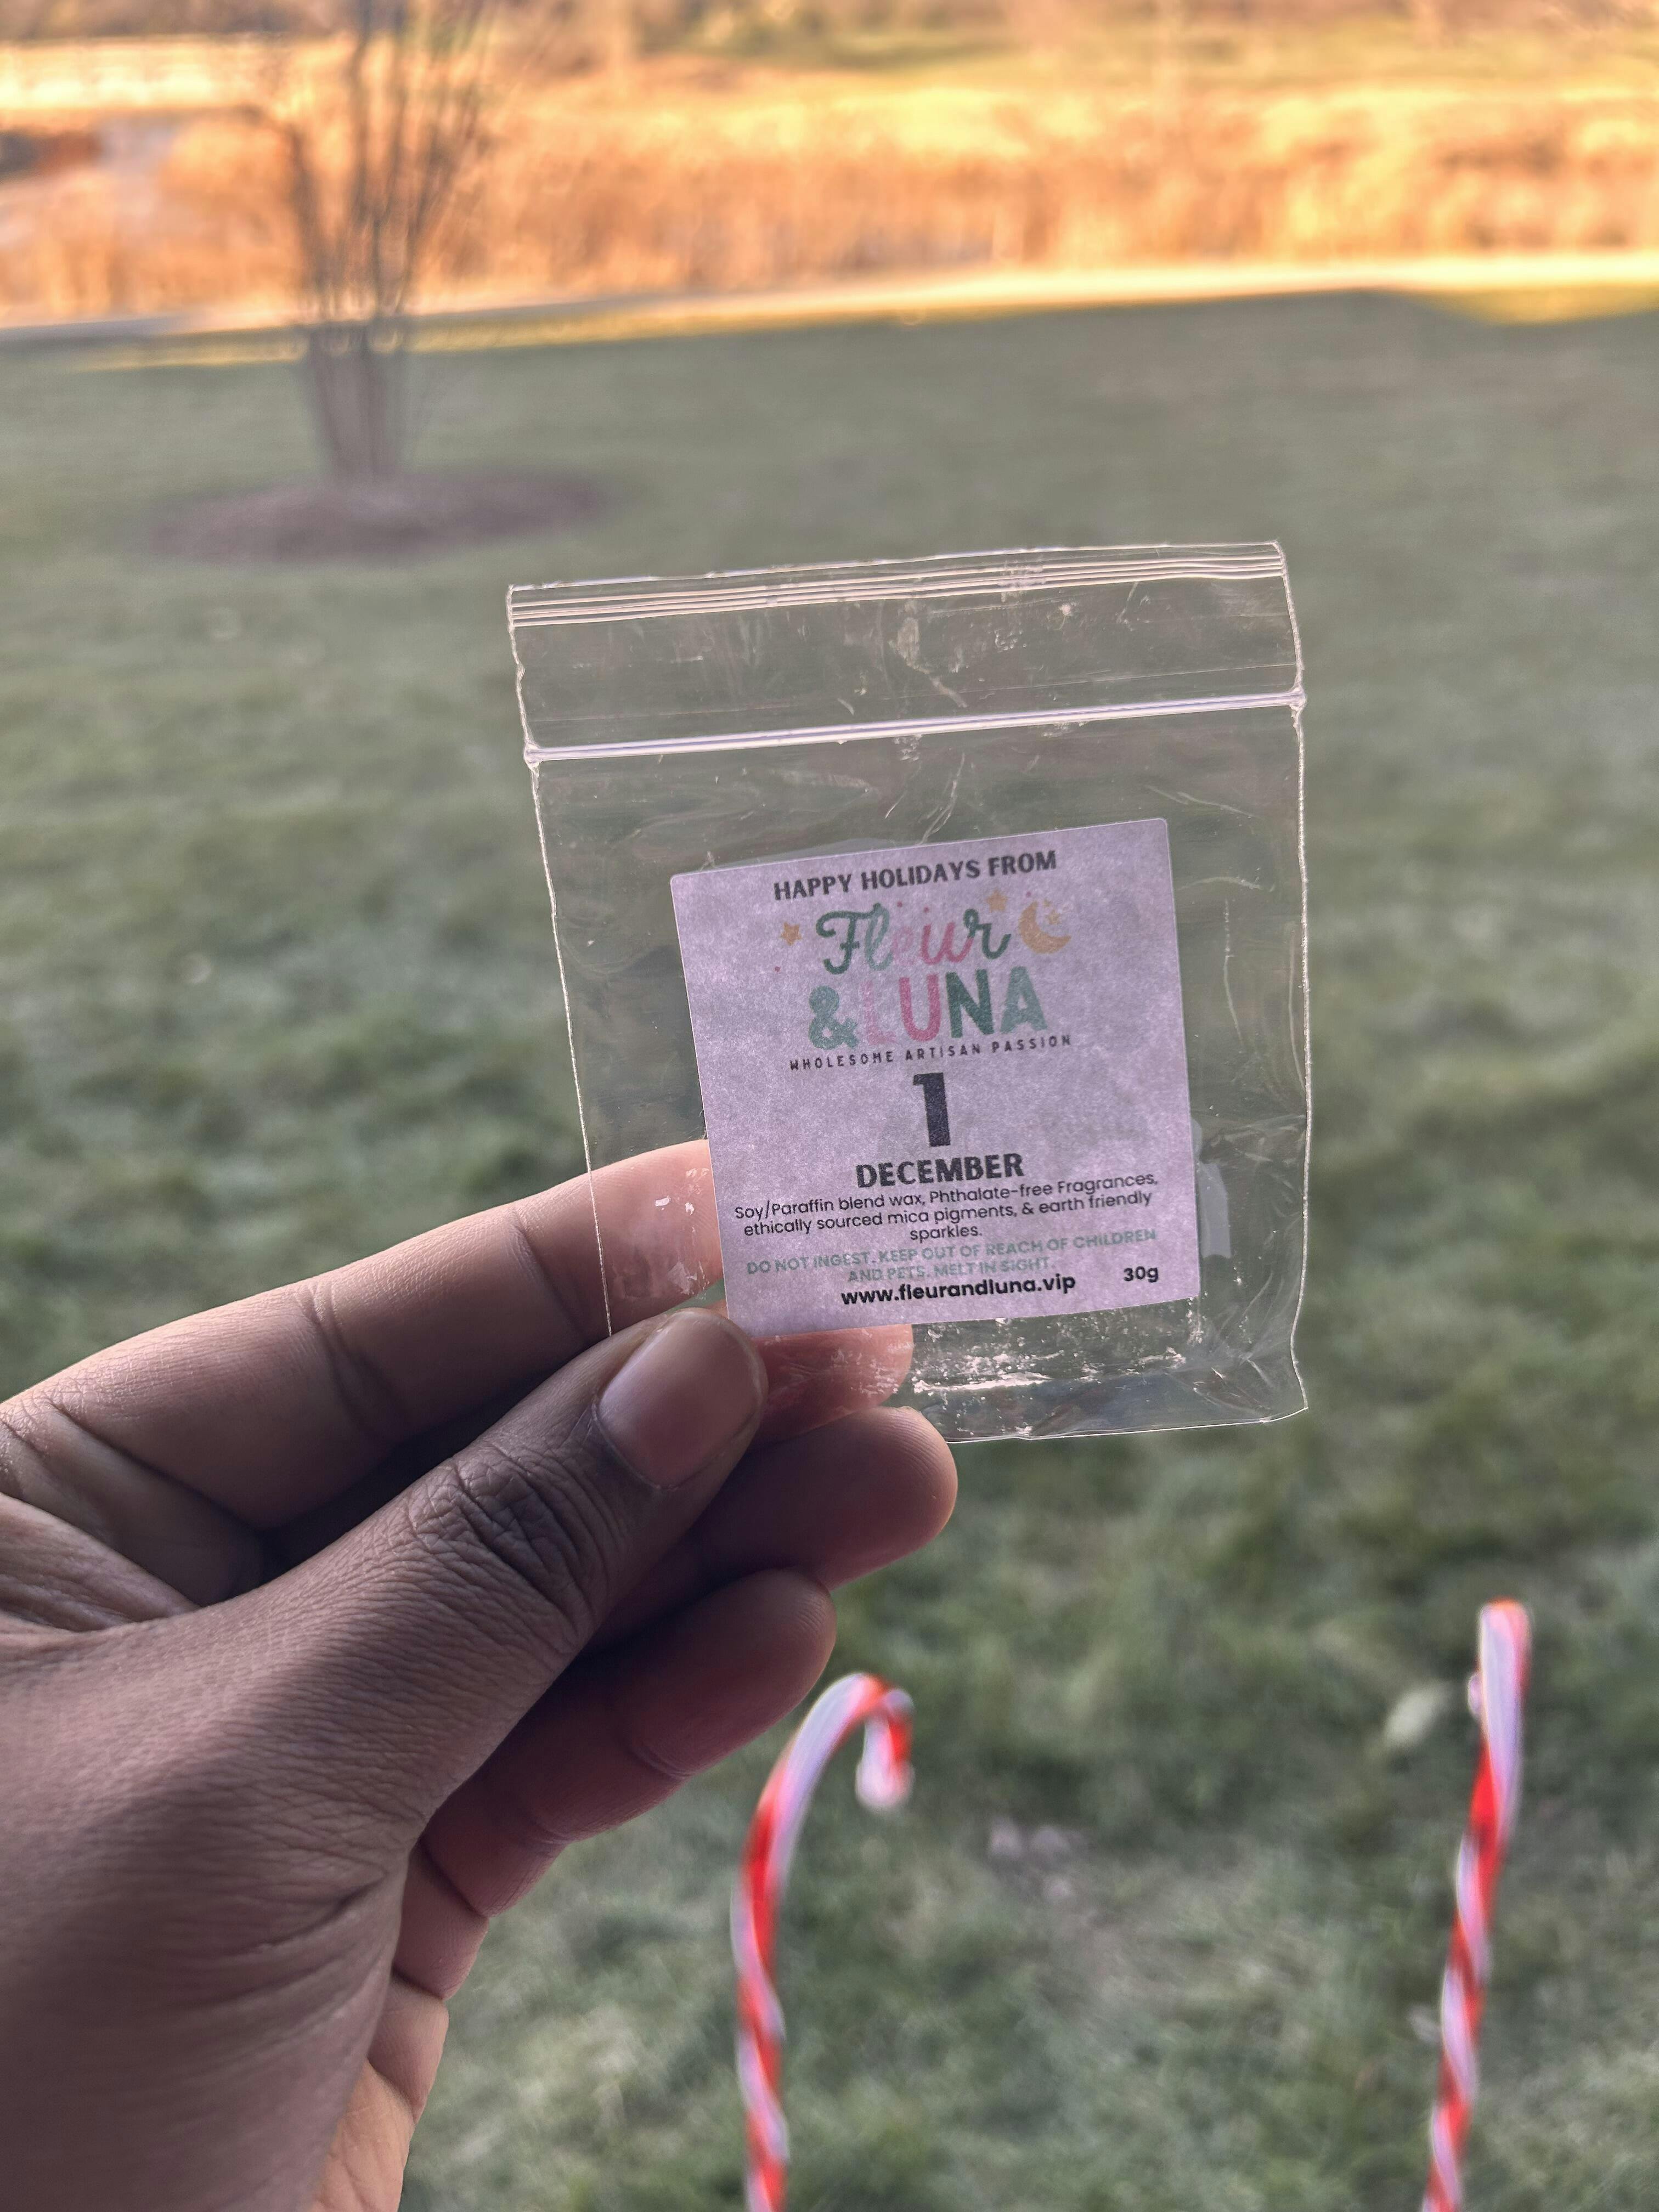 HAPPY HOLIDAYS FROM
Fleur
&LUNA
WHOLESOME ARTISAN PASSION
1
DECEMBER
Soy/Paraffin blend wax, Phthalate-free Fragrances,
ethically sourced mica pigments, & earth friendly
sparkles.
DO NOT INGEST. KEEP OUT OF REACH OF CHILDREN
AND PETS. MELT IN SIGHT.
www.fleurandluna.vip 30g